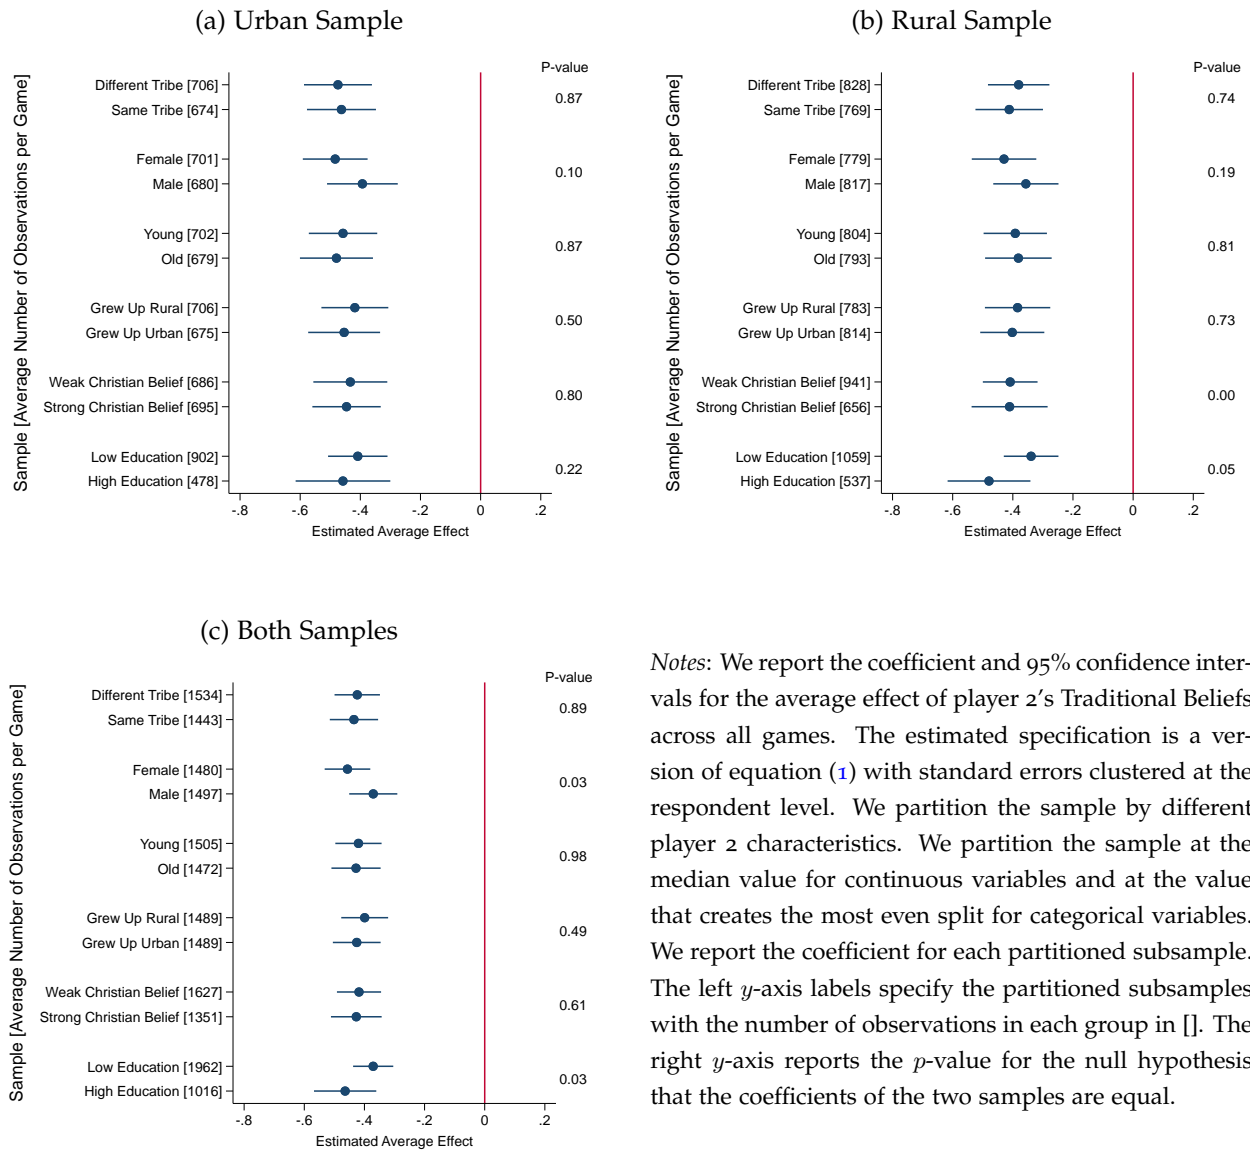 (a) Urban Sample
P-value
Sample [Average Number of Observations per Game]
Different Tribe [706]
0.87
Same Tribe [674]
Female [701]
0.10
Male [680]
Young [702]
0.87
Old [679]
Grew Up Rural [706]
0.50
Grew Up Urban [675]
Weak Christian Belief [686]
0.80
Strong Christian Belief [695]
Low Education [902]
0.22
High Education [478]
-.8 -.6 -.4 -.2 0 .2
Estimated Average Effect
(b) Rural Sample
P-value
Sample [Average Number of Observations per Game]
Different Tribe [828]
0.74
Same Tribe [769]
Female [779]
0.19
Male [817]
Young [804]
0.81
Old [793]
Grew Up Rural [783]
0.73
Grew Up Urban [814]
Weak Christian Belief [941]
0.00
Strong Christian Belief [656]
Low Education [1059]
0.05
High Education [537]
-.8 -.6 -.4 -.2 0 .2
Estimated Average Effect
(c) Both Samples
P-value
Sample [Average Number of Observations per Game]
Different Tribe [1534]
0.89
Same Tribe [1443]
Female [1480]
0.03
Male [1497]
Young [1505]
0.98
Old [1472]
Grew Up Rural [1489]
0.49
Grew Up Urban [1489]
Weak Christian Belief [1627]
0.61
Strong Christian Belief [1351]
Low Education [1962]
0.03
High Education [1016]
-.8 -.6 -.4 -.2 0 .2
Estimated Average Effect
Notes: We report the coefficient and 95% confidence inter-
vals for the average effect of player 2's Traditional Beliefs
across all games. The estimated specification is a ver-
sion of equation (1) with standard errors clustered at the
respondent level. We partition the sample by different
player 2 characteristics. We partition the sample at the
median value for continuous variables and at the value
that creates the most even split for categorical variables.
We report the coefficient for each partitioned subsample.
The left y-axis labels specify the partitioned subsamples
with the number of observations in each group in []. The
right y-axis reports the p-value for the null hypothesis
that the coefficients of the two samples are equal.